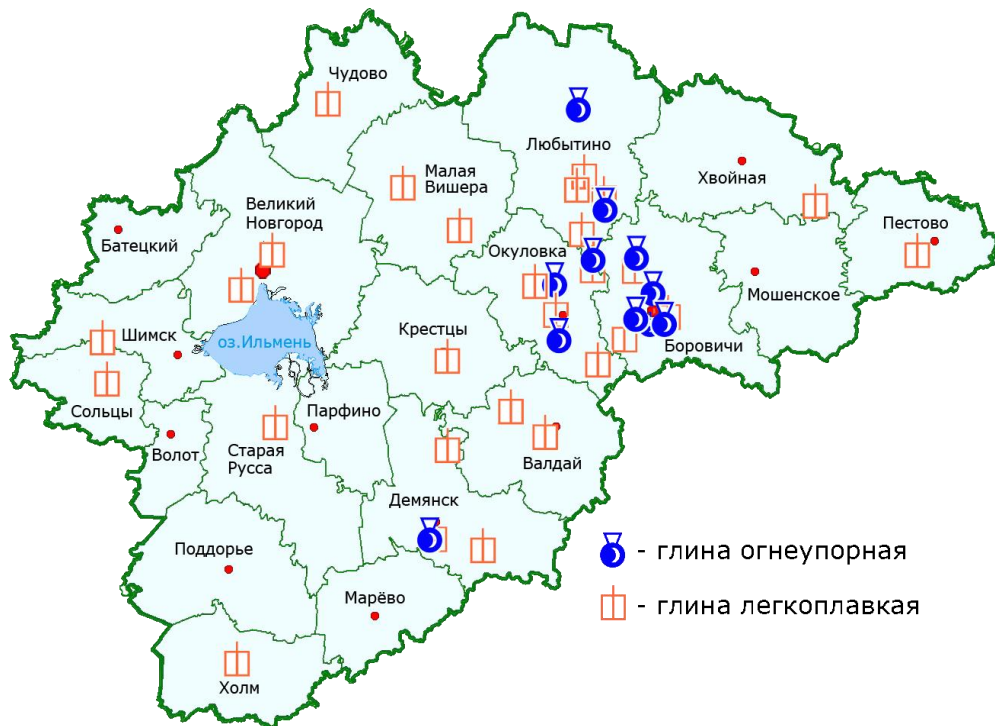 Чудово
Любытино
Малая
Вишера
Хвойная
Великий
Новгород
Пестово
Батецкий
Окуловка
Мошенское
Шимск
оз.Ильмень
Крестцы
Боровичи
Сольцы
Парфино
Волот
Старая
Русса
Валдай
Демянск
Поддорье
- глина огнеупорная
Марёво
- глина легкоплавкая
Холм